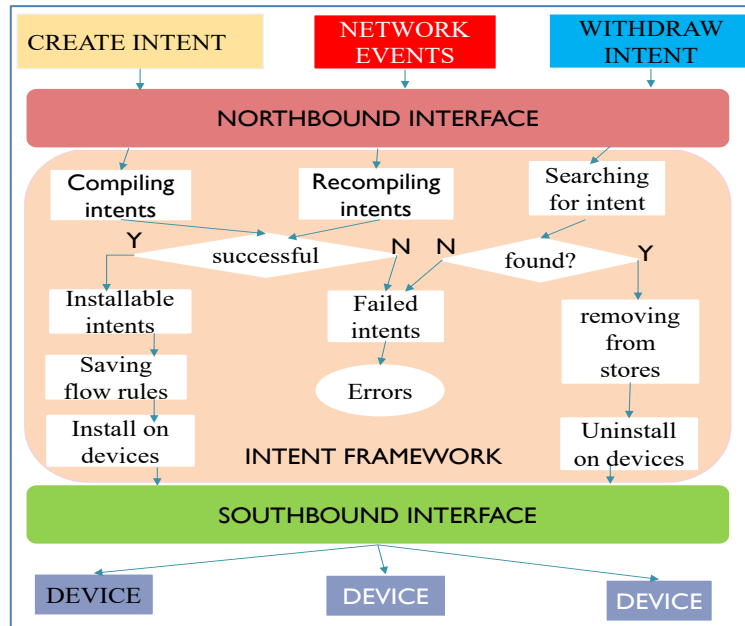 CREATE INTENT
NETWORK
EVENTS
WITHDRAW
INTENT
NORTHBOUND INTERFACE
Compiling
intents
Recompiling
intents
Searching
for intent
Y
successful
N
N
found?
Y
Installable
intents
Failed
intents
removing
from
stores
Saving
flow rules
Errors
Install on
devices
INTENT FRAMEWORK
Uninstall
on devices
SOUTHBOUND INTERFACE
DEVICE
DEVICE
DEVICE